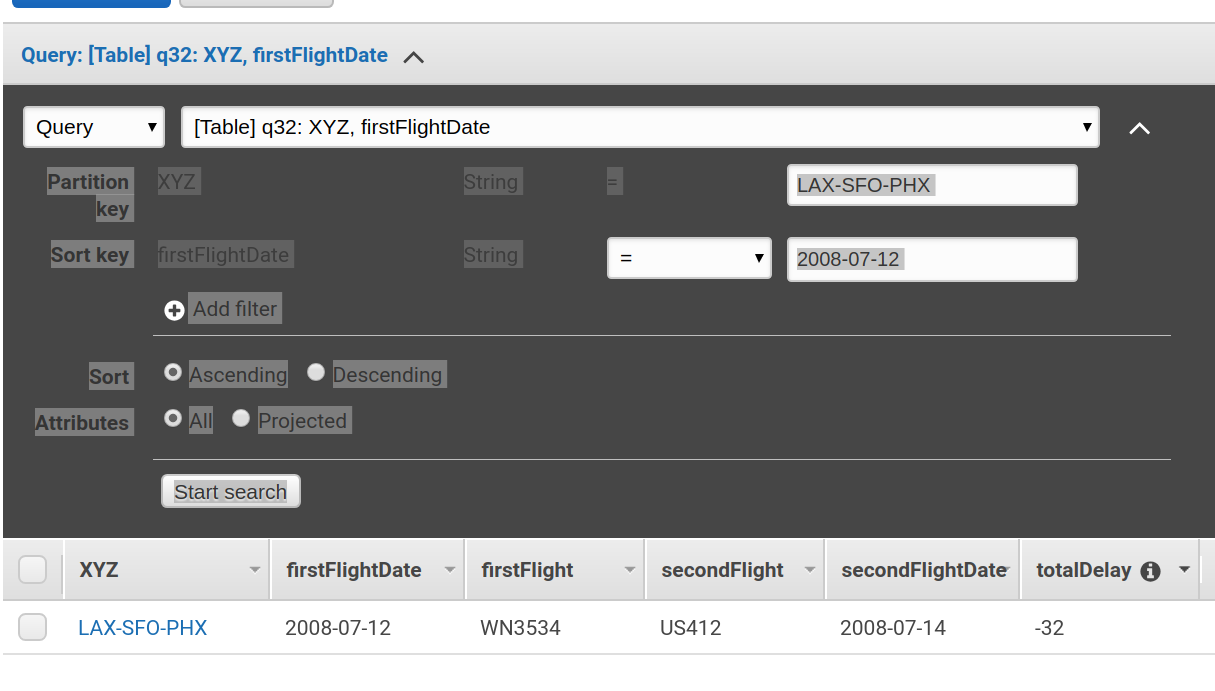 Query: [Table] q32: XYZ, firstFlightDate
Query [Table] q32: XYZ, firstFlightDate
Partition key XYZ String = LAX-SFO-PHX
Sort key firstFlightDate String = 2008-07-12
Add filter
Sort Ascending Descending
Attributes All Projected
Start search
XYZ firstFlightDate firstFlight secondFlight secondFlightDate totalDelay
LAX-SFO-PHX 2008-07-12 WN3534 US412 2008-07-14 -32